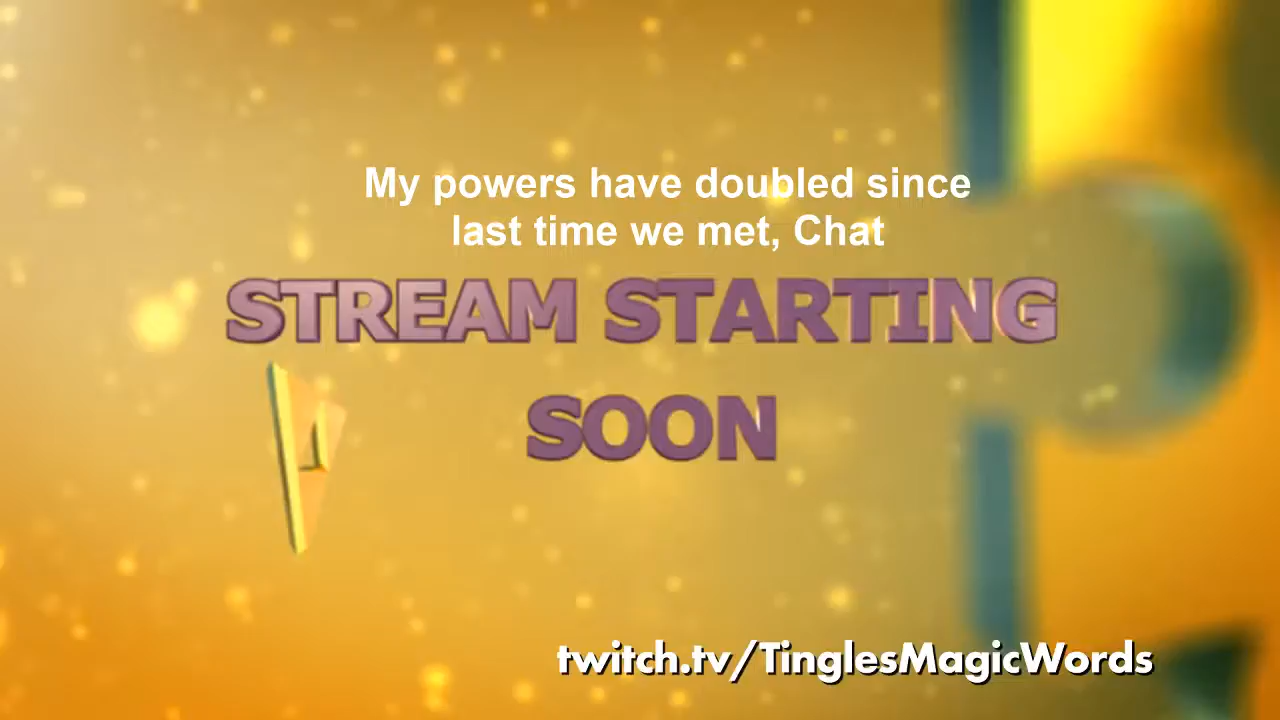 My powers have doubled since
last time we met, Chat
STREAM STARTING
SOON
twitch.tv/TinglesMagicWords